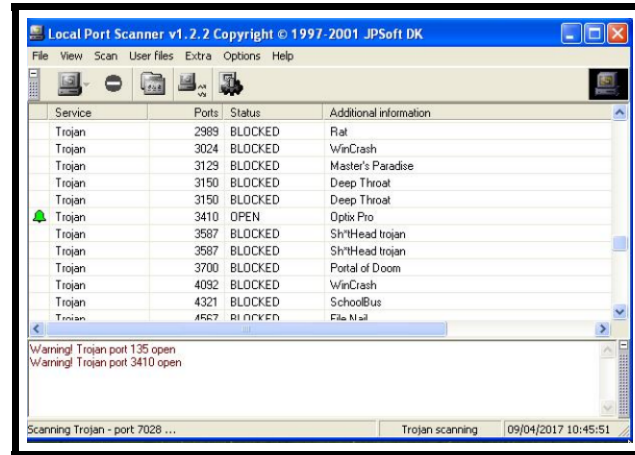 Local Port Scanner v1.2.2 Copyright © 1997-2001 JPSoft DK
File View Scan User files Extra Options Help
Service Ports Status Additional information
Trojan 2989 BLOCKED Rat
Trojan 3024 BLOCKED WinCrash
Trojan 3129 BLOCKED Master's Paradise
Trojan 3150 BLOCKED Deep Throat
Trojan 3150 BLOCKED Deep Throat
Trojan 3410 OPEN Optix Pro
Trojan 3587 BLOCKED Sh*tHead trojan
Trojan 3587 BLOCKED Sh*tHead trojan
Trojan 3700 BLOCKED Portal of Doom
Trojan 4092 BLOCKED WinCrash
Trojan 4321 BLOCKED SchoolBus
Trojan 4567 BLOCKED File Nail
Warning! Trojan port 135 open
Warning! Trojan port 3410 open
Scanning Trojan - port 7028 ... Trojan scanning 09/04/2017 10:45:51